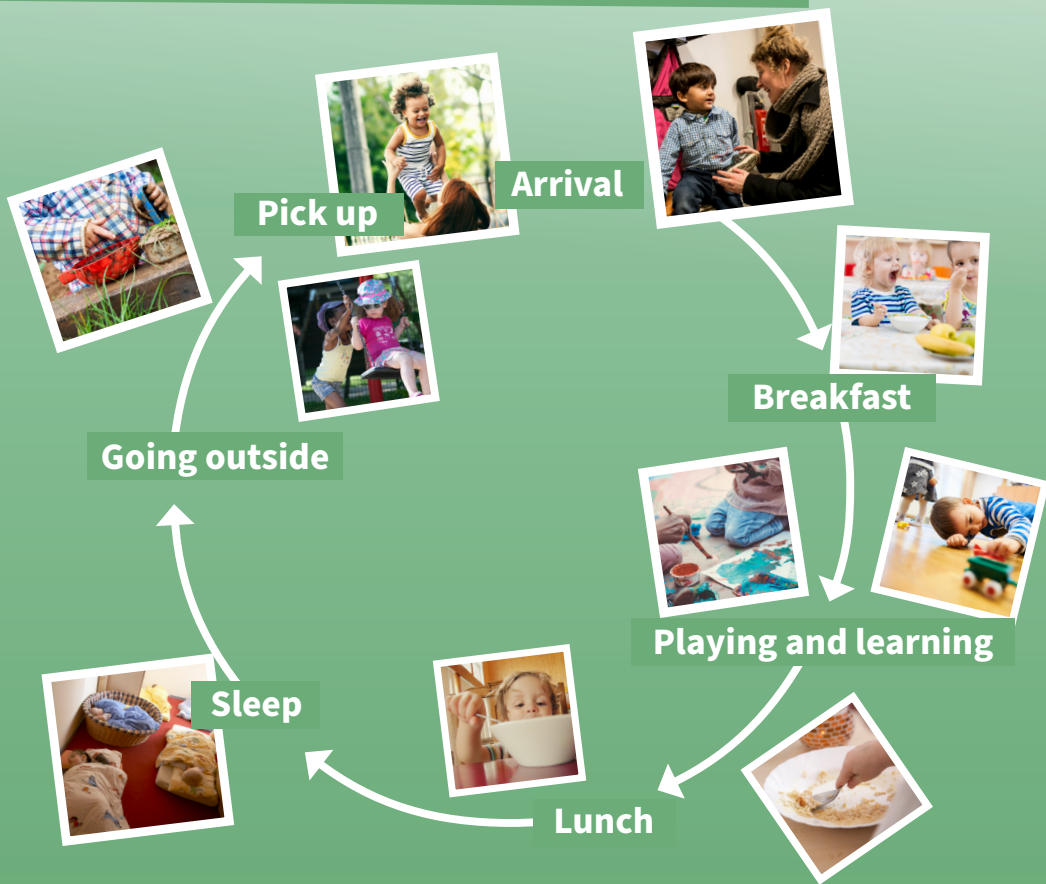 Arrival
Breakfast
Playing and learning
Lunch
Sleep
Going outside
Pick up